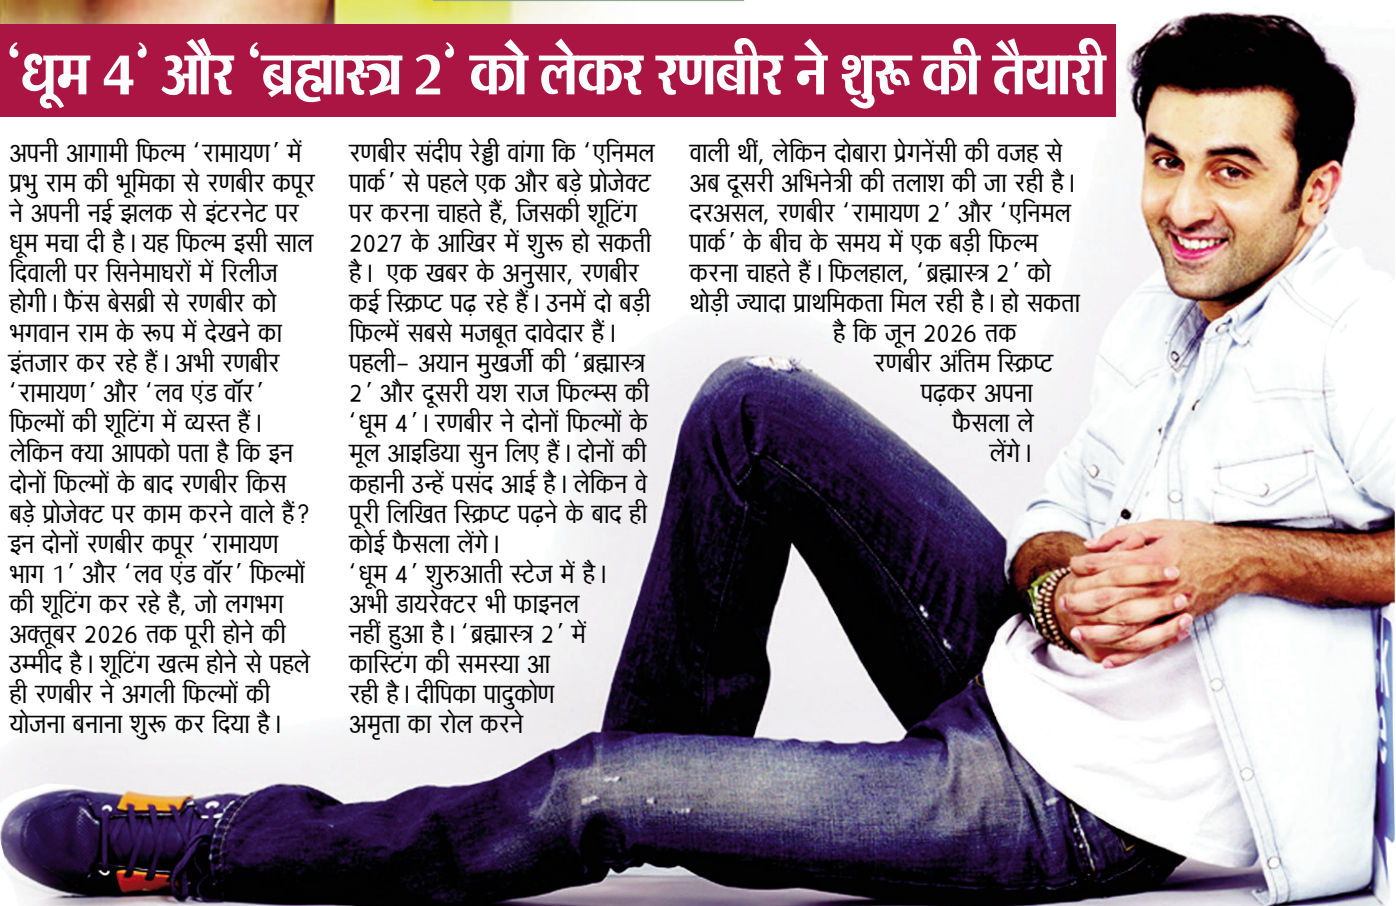 ‘धूम 4’ और ‘ब्रह्मास्त्र 2’ को लेकर रणबीर ने शुरू की तैयारी
अपनी आगामी फिल्म ‘रामायण’ में
प्रभु राम की भूमिका से रणबीर कपूर
ने अपनी नई झलक से इंटरनेट पर
धूम मचा दी है। यह फिल्म इसी साल
दिवाली पर सिनेमाघरों में रिलीज
होगी। फैंस बेसब्री से रणबीर को
भगवान राम के रूप में देखने का
इंतजार कर रहे हैं। अभी रणबीर
‘रामायण’ और ‘लव एंड वॉर’
फिल्मों की शूटिंग में व्यस्त हैं।
लेकिन क्या आपको पता है कि इन
दोनों फिल्मों के बाद रणबीर किस
बड़े प्रोजेक्ट पर काम करने वाले हैं?
इन दोनों रणबीर कपूर ‘रामायण
भाग 1’ और ‘लव एंड वॉर’ फिल्मों
की शूटिंग कर रहे है, जो लगभग
अक्तूबर 2026 तक पूरी होने की
उम्मीद है। शूटिंग खत्म होने से पहले
ही रणबीर ने अगली फिल्मों की
योजना बनाना शुरू कर दिया है।
रणबीर संदीप रेड्डी वांगा कि ‘एनिमल
पार्क’ से पहले एक और बड़े प्रोजेक्ट
पर करना चाहते हैं, जिसकी शूटिंग
2027 के आखिर में शुरू हो सकती
है। एक खबर के अनुसार, रणबीर
कई स्क्रिप्ट पढ़ रहे हैं। उनमें दो बड़ी
फिल्में सबसे मजबूत दावेदार हैं।
पहली- अयान मुखर्जी की ‘ब्रह्मास्त्र
2’ और दूसरी यश राज फिल्म्स की
‘धूम 4’। रणबीर ने दोनों फिल्मों के
मूल आइडिया सुन लिए हैं। दोनों की
कहानी उन्हें पसंद आई है। लेकिन वे
पूरी लिखित स्क्रिप्ट पढ़ने के बाद ही
कोई फैसला लेंगे।
‘धूम 4’ शुरुआती स्टेज में है।
अभी डायरेक्टर भी फाइनल
नहीं हुआ है। ‘ब्रह्मास्त्र 2’ में
कास्टिंग की समस्या आ
रही है। दीपिका पादुकोण
अमृता का रोल करने
वाली थीं, लेकिन दोबारा प्रेगनेंसी की वजह से
अब दूसरी अभिनेत्री की तलाश की जा रही है।
दरअसल, रणबीर ‘रामायण 2’ और ‘एनिमल
पार्क’ के बीच के समय में एक बड़ी फिल्म
करना चाहते हैं। फिलहाल, ‘ब्रह्मास्त्र 2’ को
थोड़ी ज्यादा प्राथमिकता मिल रही है। हो सकता
है कि जून 2026 तक
रणबीर अंतिम स्क्रिप्ट
पढ़कर अपना
फैसला ले
लेंगे।